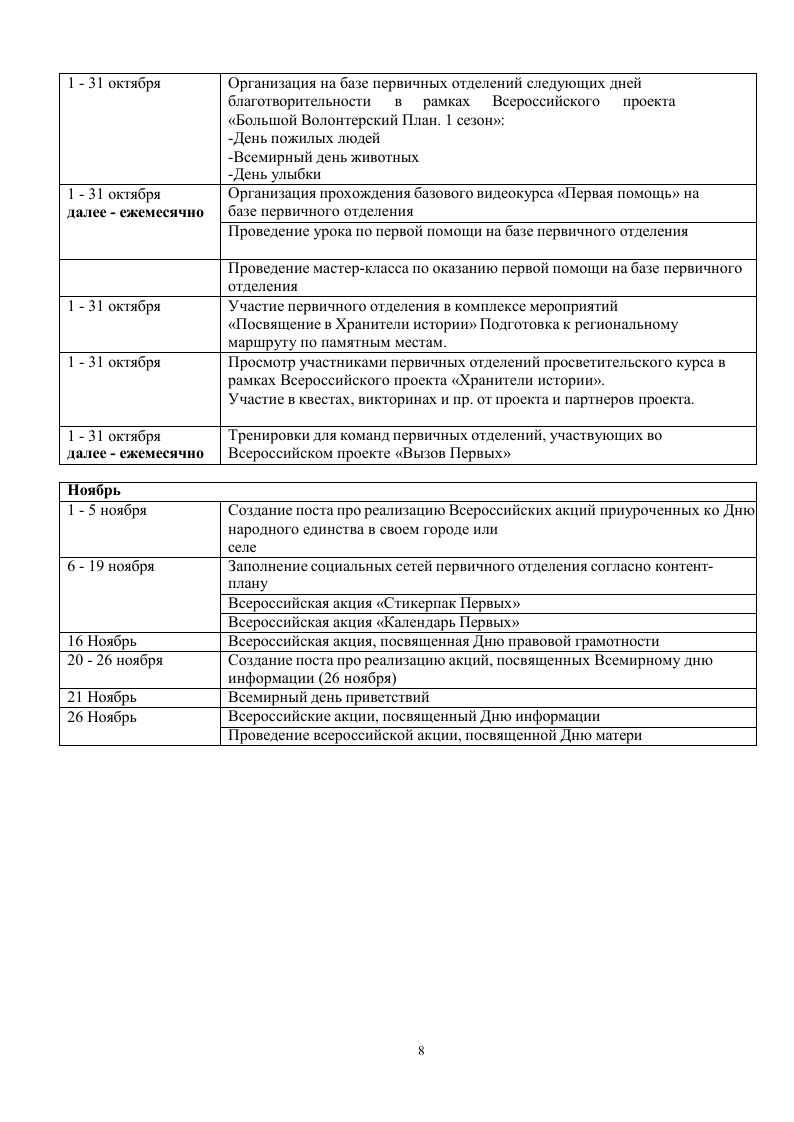 1 - 31 октября
Организация на базе первичных отделений следующих дней
благотворительности в рамках Всероссийского проекта
«Большой Волонтерский План. 1 сезон»:
-День пожилых людей
-Всемирный день животных
-День улыбки
1 - 31 октября
далее - ежемесячно
Организация прохождения базового видеокурса «Первая помощь» на
базе первичного отделения
Проведение урока по первой помощи на базе первичного отделения
Проведение мастер-класса по оказанию первой помощи на базе первичного
отделения
1 - 31 октября
Участие первичного отделения в комплексе мероприятий
«Посвящение в Хранители истории» Подготовка к региональному
маршруту по памятным местам.
1 - 31 октября
Просмотр участниками первичных отделений просветительского курса в
рамках Всероссийского проекта «Хранители истории».
Участие в квестах, викторинах и пр. от проекта и партнеров проекта.
1 - 31 октября
далее - ежемесячно
Тренировки для команд первичных отделений, участвующих во
Всероссийском проекте «Вызов Первых»
Ноябрь
1 - 5 ноября
Создание поста про реализацию Всероссийских акций приуроченных ко Дню
народного единства в своем городе или
селе
6 - 19 ноября
Заполнение социальных сетей первичного отделения согласно контент-
плану
Всероссийская акция «Стикерпак Первых»
Всероссийская акция «Календарь Первых»
16 Ноябрь
Всероссийская акция, посвященная Дню правовой грамотности
20 - 26 ноября
Создание поста про реализацию акций, посвященных Всемирному дню
информации (26 ноября)
21 Ноябрь
Всемирный день приветствий
26 Ноябрь
Всероссийские акции, посвященный Дню информации
Проведение всероссийской акции, посвященной Дню матери
8